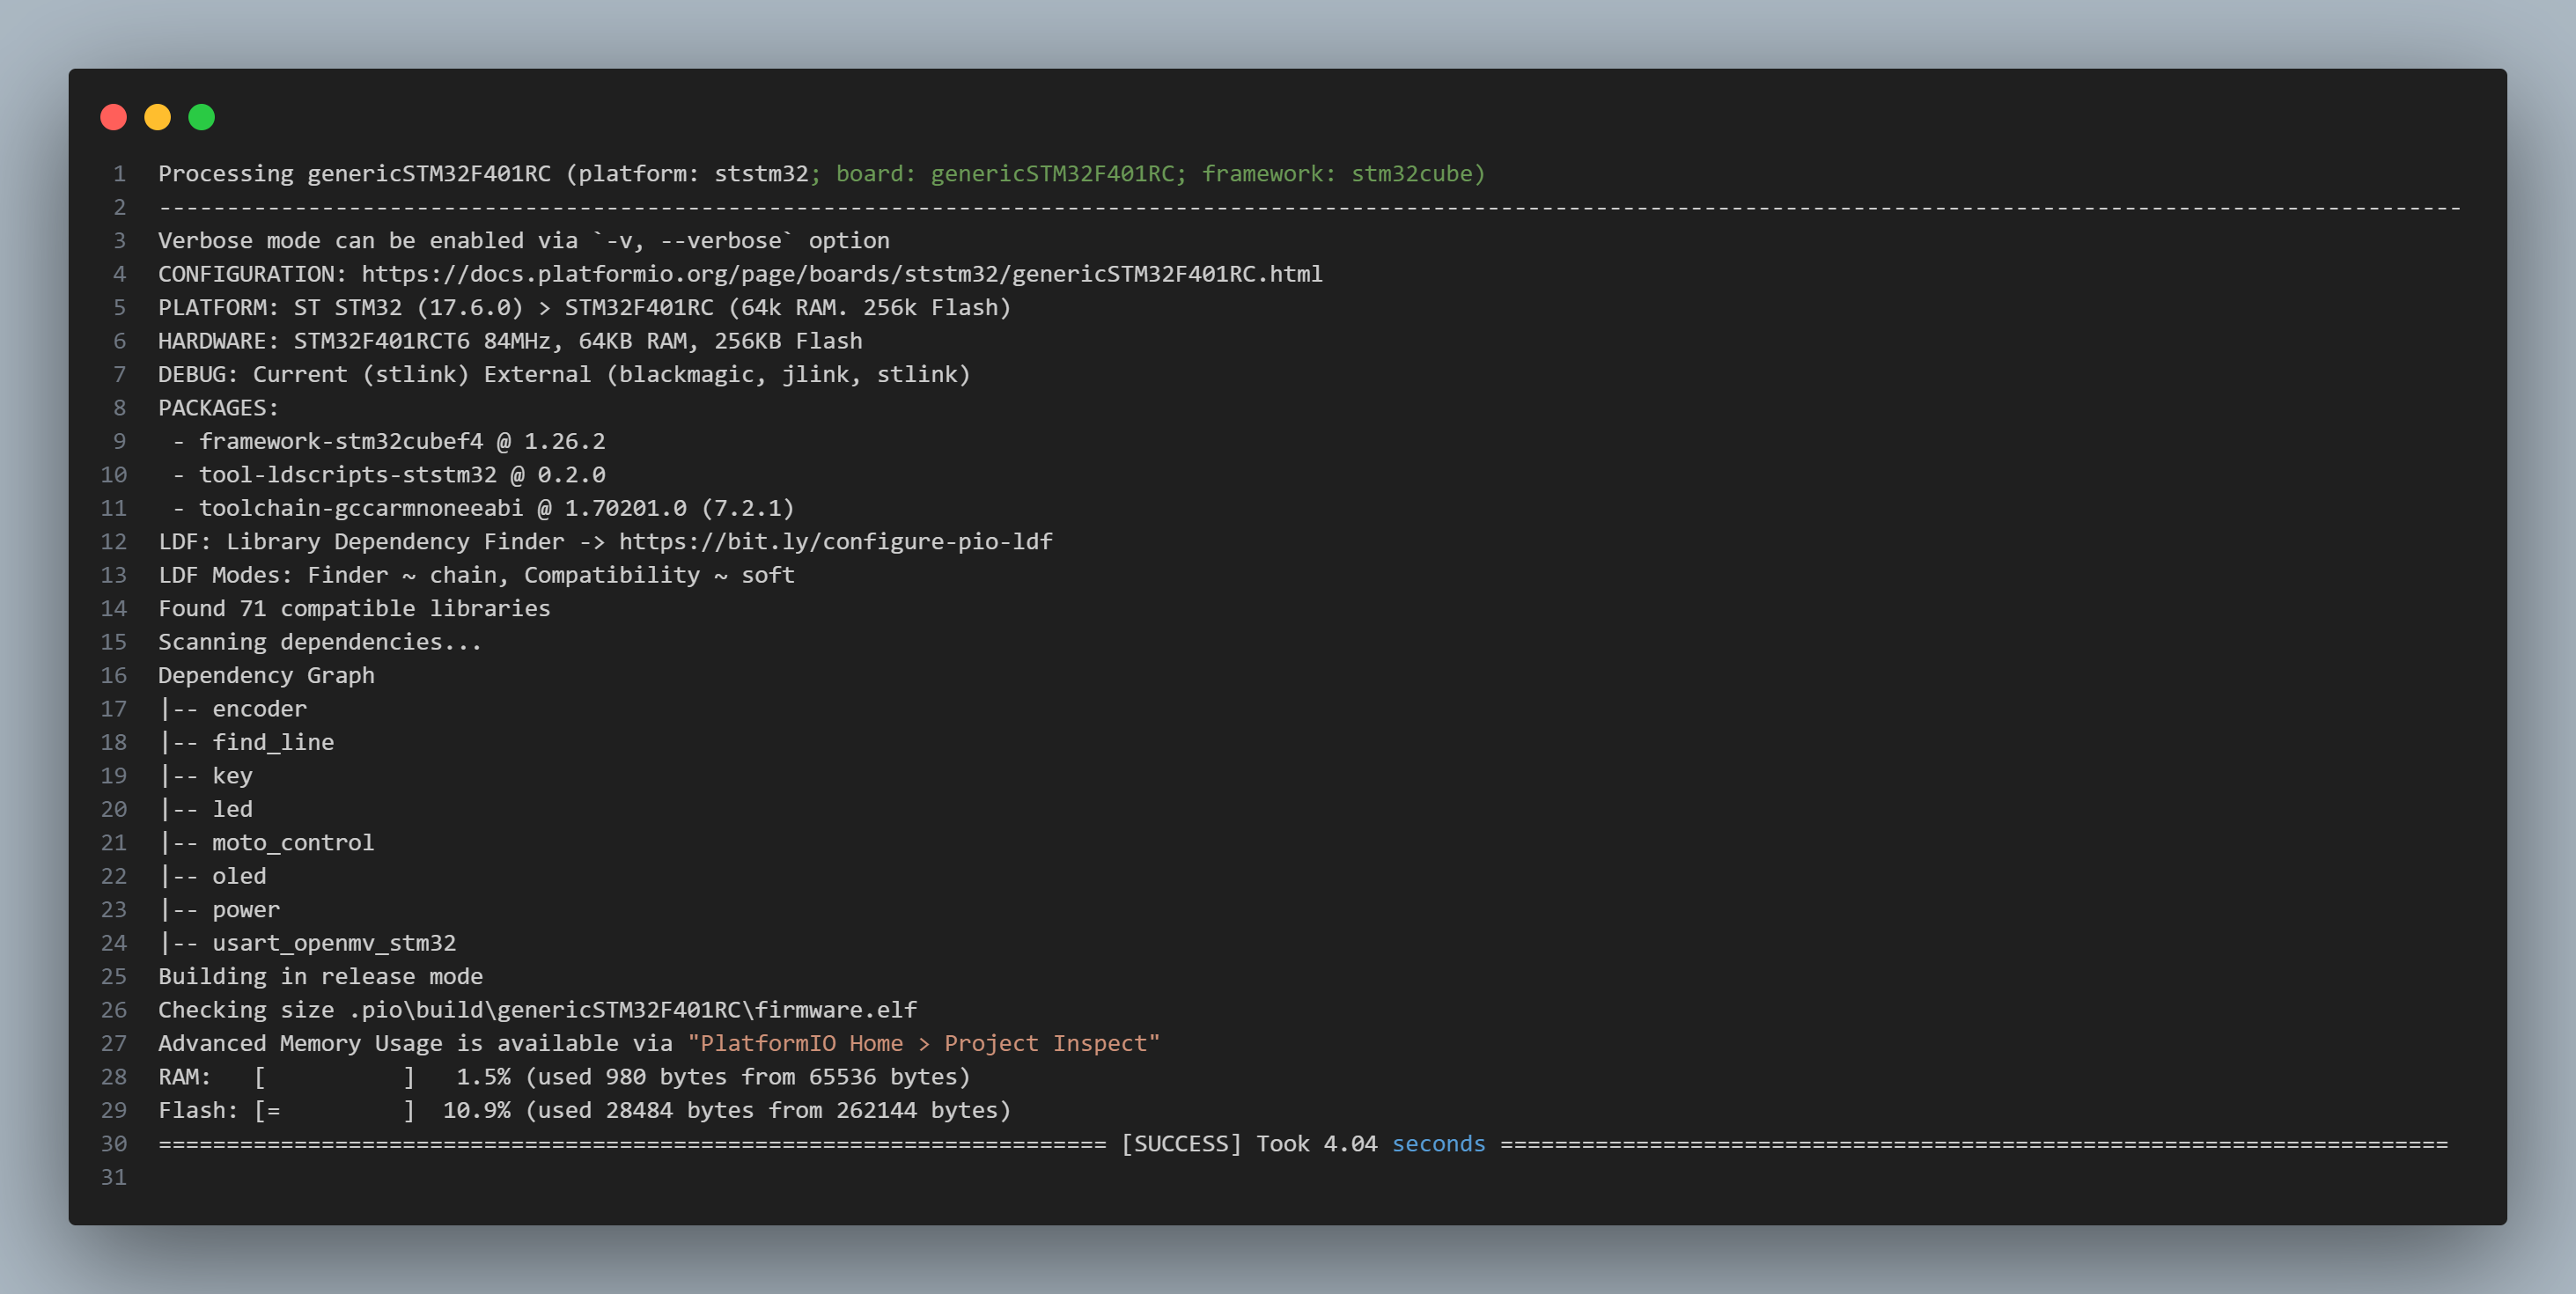 1 Processing genericSTM32F401RC (platform: ststm32; board: genericSTM32F401RC; framework: stm32cube)
2 --------------------------------------------------------------------------------------------------------------------------------------------------------------------------
3 Verbose mode can be enabled via `-v, --verbose` option
4 CONFIGURATION: https://docs.platformio.org/page/boards/ststm32/genericSTM32F401RC.html
5 PLATFORM: ST STM32 (17.6.0) > STM32F401RC (64k RAM. 256k Flash)
6 HARDWARE: STM32F401RCT6 84MHz, 64KB RAM, 256KB Flash
7 DEBUG: Current (stlink) External (blackmagic, jlink, stlink)
8 PACKAGES:
9  - framework-stm32cubef4 @ 1.26.2
10  - tool-ldscripts-ststm32 @ 0.2.0
11  - toolchain-gccarmnoneeabi @ 1.70201.0 (7.2.1)
12 LDF: Library Dependency Finder -> https://bit.ly/configure-pio-ldf
13 LDF Modes: Finder ~ chain, Compatibility ~ soft
14 Found 71 compatible libraries
15 Scanning dependencies...
16 Dependency Graph
17 |-- encoder
18 |-- find_line
19 |-- key
20 |-- led
21 |-- moto_control
22 |-- oled
23 |-- power
24 |-- usart_openmv_stm32
25 Building in release mode
26 Checking size .pio\build\genericSTM32F401RC\firmware.elf
27 Advanced Memory Usage is available via "PlatformIO Home > Project Inspect"
28 RAM:   [          ]   1.5% (used 980 bytes from 65536 bytes)
29 Flash: [=         ]  10.9% (used 28484 bytes from 262144 bytes)
30 ====================================================================== [SUCCESS] Took 4.04 seconds ======================================================================
31